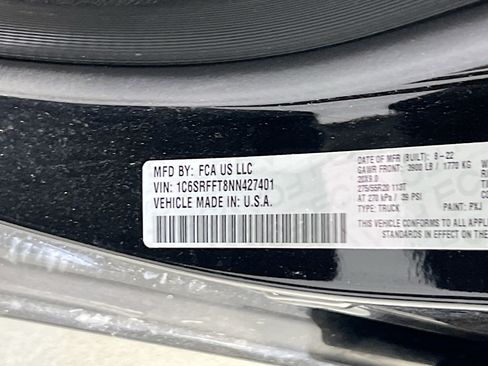 MFD BY: FCA US LLC
VIN: 1C6SRFFT8NN427401
VEHICLE MADE IN: U.S.A.
DATE OF MFR (BUILT): 8-22
GAWR FRONT: 3900 LB / 1770 KG
20X9.0
275/55R20 113T
AT 270 kPa / 39 PSI
TYPE: TRUCK PAINT: PXJ
THIS VEHICLE CONFORMS TO ALL APPL
STANDARDS IN EFFECT ON THE